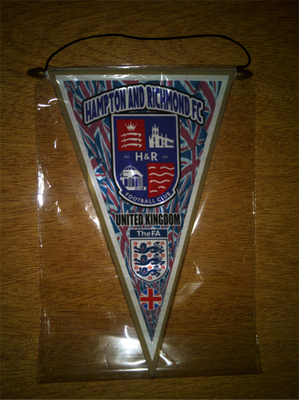 HAMPTON AND RICHMOND FC
H&R
FOOTBALL CLUB
UNITED KINGDOM
TheFA